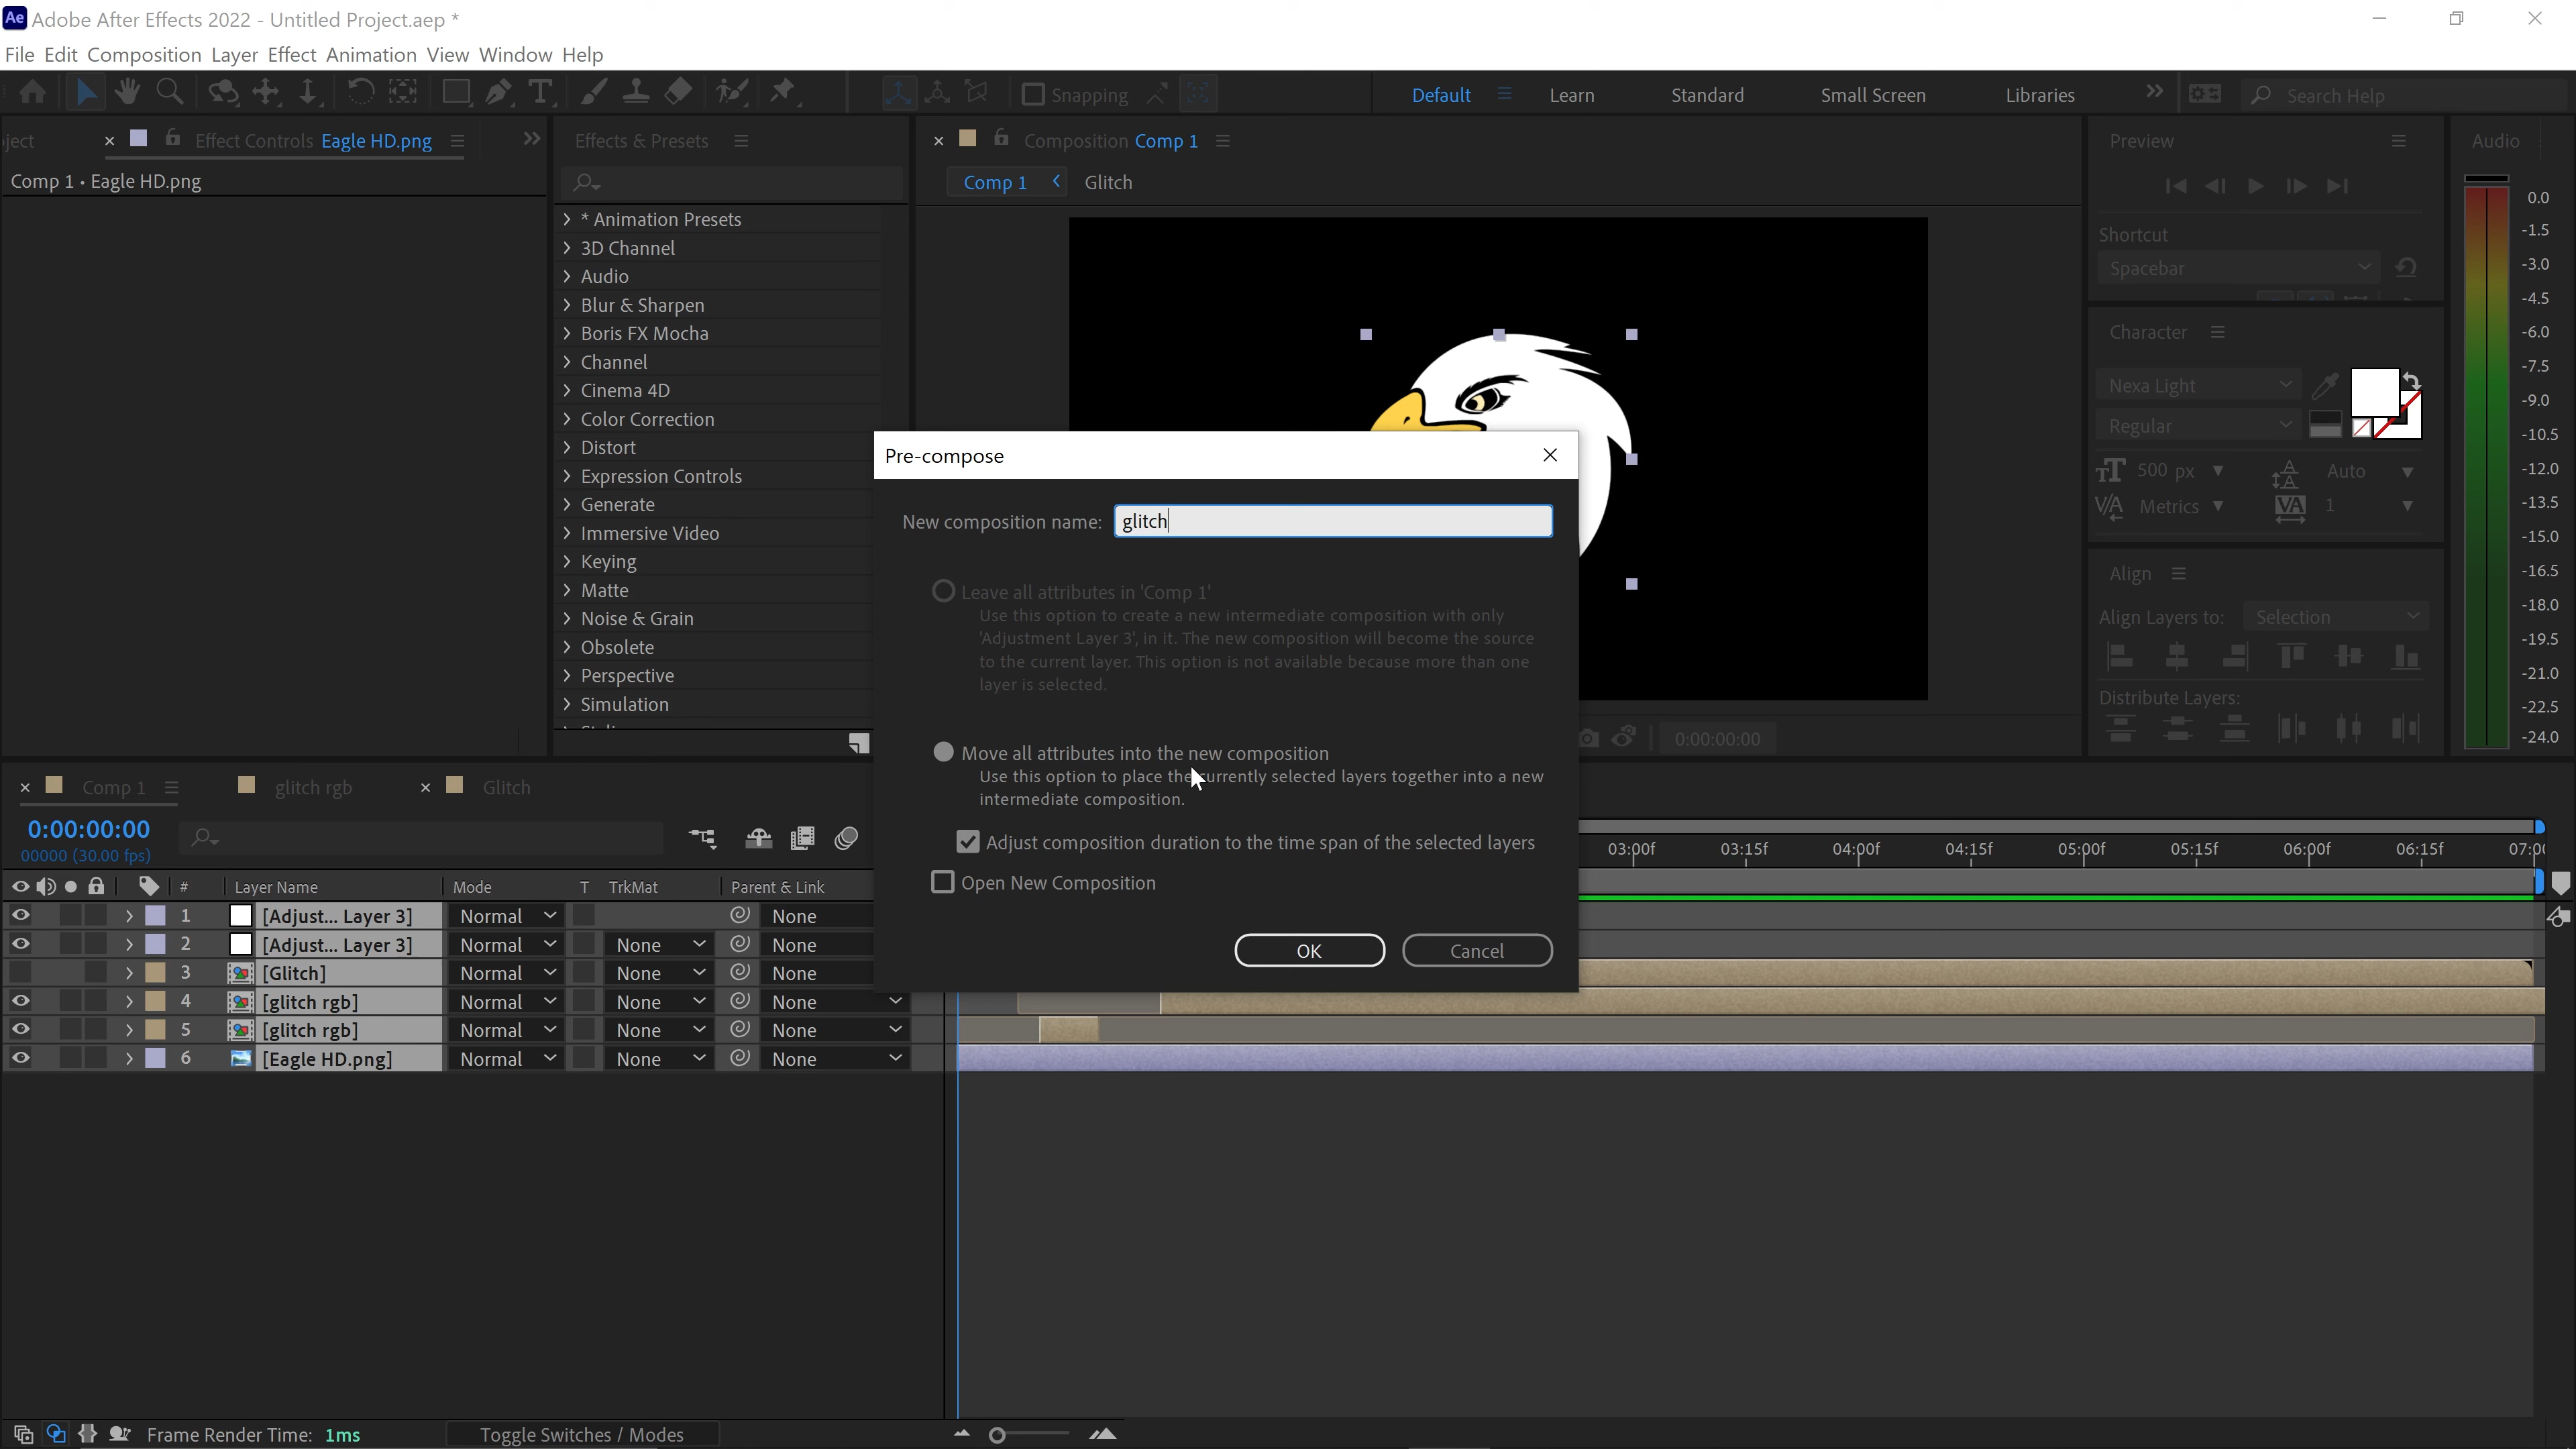 Ae Adobe After Effects 2022 - Untitled Project.aep *
File Edit Composition Layer Effect Animation View Window Help
Snapping Default Learn Standard Small Screen Libraries Search Help
ject Effect Controls Eagle HD.png
Comp 1 • Eagle HD.png
Effects & Presets
* Animation Presets
3D Channel
Audio
Blur & Sharpen
Boris FX Mocha
Channel
Cinema 4D
Color Correction
Distort
Expression Controls
Generate
Immersive Video
Keying
Matte
Noise & Grain
Obsolete
Perspective
Simulation
Composition Comp 1
Comp 1 Glitch
Pre-compose
New composition name: glitch
Leave all attributes in 'Comp 1'
Use this option to create a new intermediate composition with only
'Adjustment Layer 3', in it. The new composition will become the source
to the current layer. This option is not available because more than one
layer is selected.
Move all attributes into the new composition
Use this option to place the currently selected layers together into a new
intermediate composition.
Adjust composition duration to the time span of the selected layers
Open New Composition
OK Cancel
0:00:00:00
Preview
Shortcut
Spacebar
Character
Nexa Light
Regular
500 px Auto
Metrics 1
Align
Align Layers to: Selection
Distribute Layers:
Audio
0.0
-1.5
-3.0
-4.5
-6.0
-7.5
-9.0
-10.5
-12.0
-13.5
-15.0
-16.5
-18.0
-19.5
-21.0
-22.5
-24.0
Comp 1 glitch rgb Glitch
0:00:00:00
00000 (30.00 fps)
03:00f 03:15f 04:00f 04:15f 05:00f 05:15f 06:00f 06:15f 07:00
# Layer Name Mode T TrkMat Parent & Link
1 [Adjust... Layer 3] Normal None
2 [Adjust... Layer 3] Normal None None
3 [Glitch] Normal None None
4 [glitch rgb] Normal None None
5 [glitch rgb] Normal None None
6 [Eagle HD.png] Normal None None
Frame Render Time: 1ms Toggle Switches / Modes